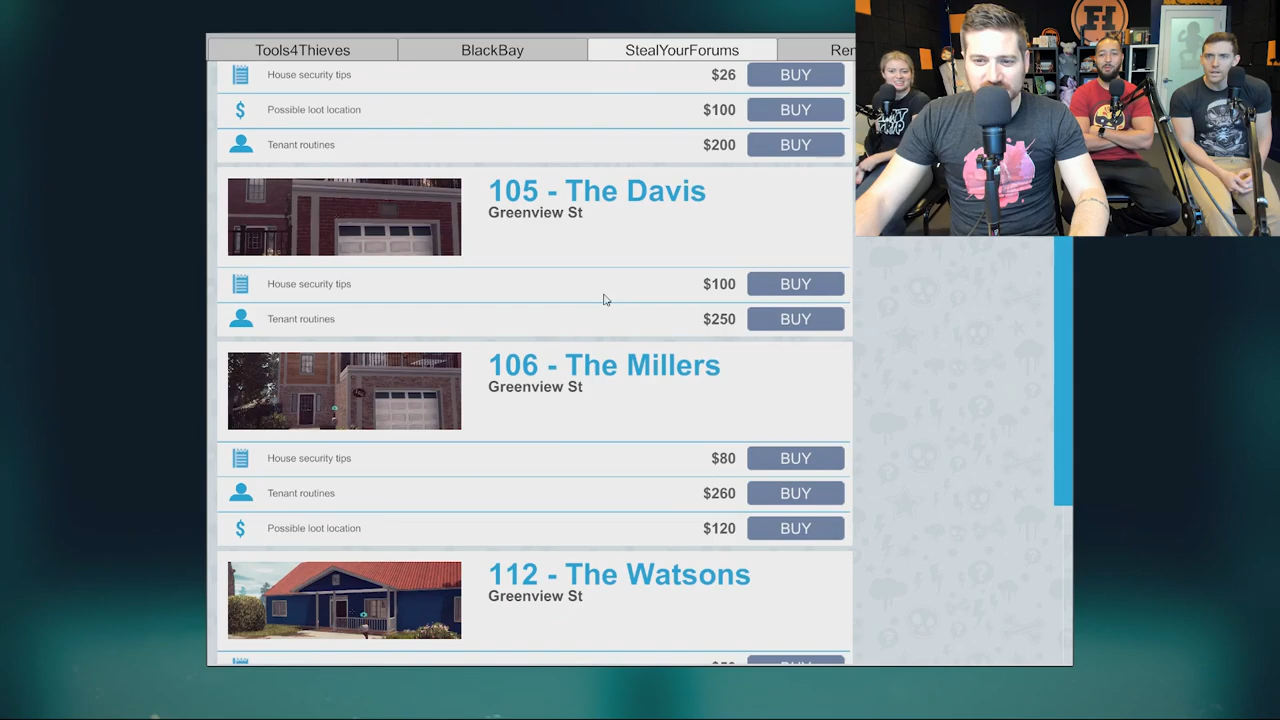 Tools4Thieves
BlackBay
StealYourForums
Ren
House security tips $26 BUY
Possible loot location $100 BUY
Tenant routines $200 BUY
105 - The Davis
Greenview St
House security tips $100 BUY
Tenant routines $250 BUY
106 - The Millers
Greenview St
House security tips $80 BUY
Tenant routines $260 BUY
Possible loot location $120 BUY
112 - The Watsons
Greenview St